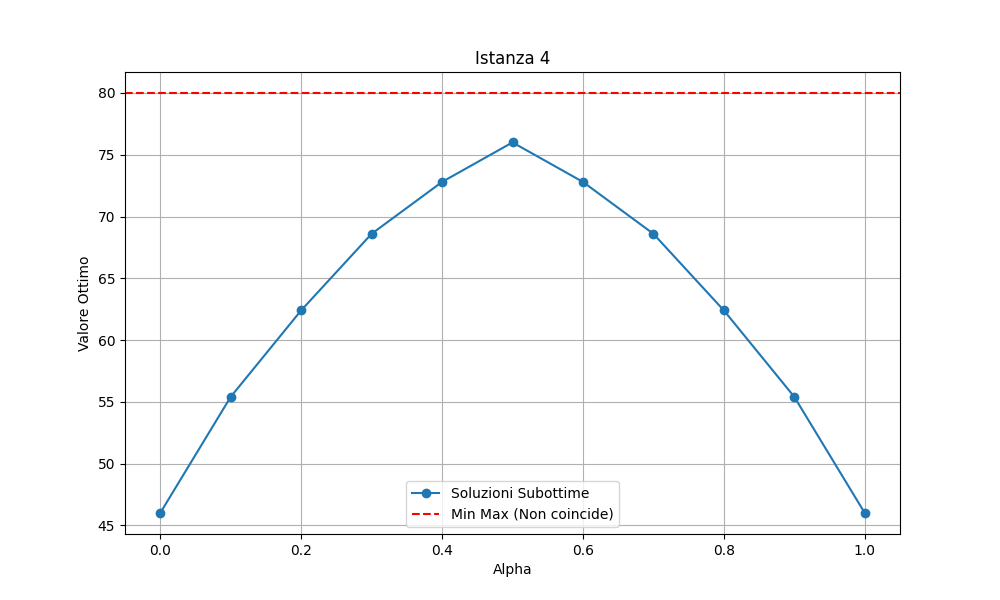 Istanza 4
Valore Ottimo
80
75
70
65
60
55
50
45
Soluzioni Subottime
Min Max (Non coincide)
0.0 0.2 0.4 0.6 0.8 1.0
Alpha